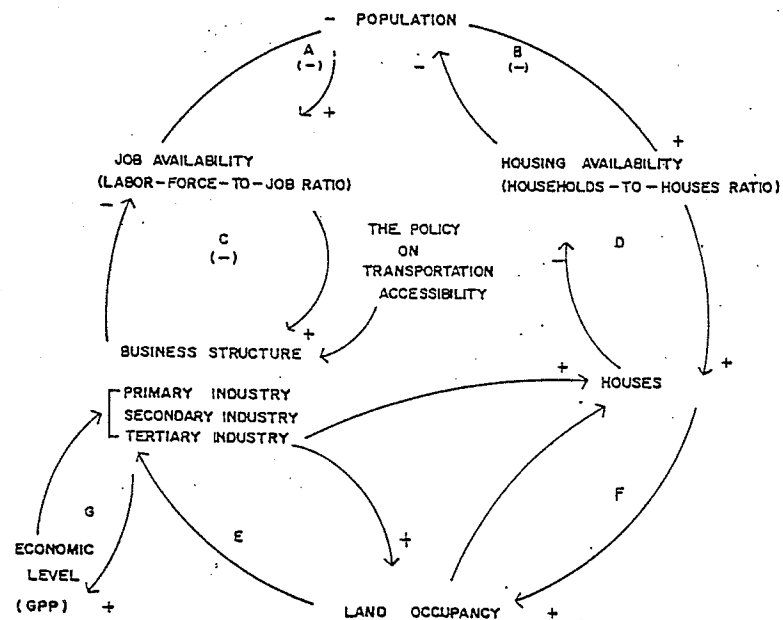 - POPULATION
A
(-)
+
B
(-)
-
+
JOB AVAILABILITY
(LABOR-FORCE-TO-JOB RATIO)
-
HOUSING AVAILABILITY
(HOUSEHOLDS-TO-HOUSES RATIO)
C
(-)
THE POLICY
ON
TRANSPORTATION
ACCESSIBILITY
D
-
+
BUSINESS STRUCTURE
+
PRIMARY INDUSTRY
SECONDARY INDUSTRY
TERTIARY INDUSTRY
+
HOUSES
G
E
F
+
ECONOMIC
LEVEL
(GPP) +
LAND OCCUPANCY +